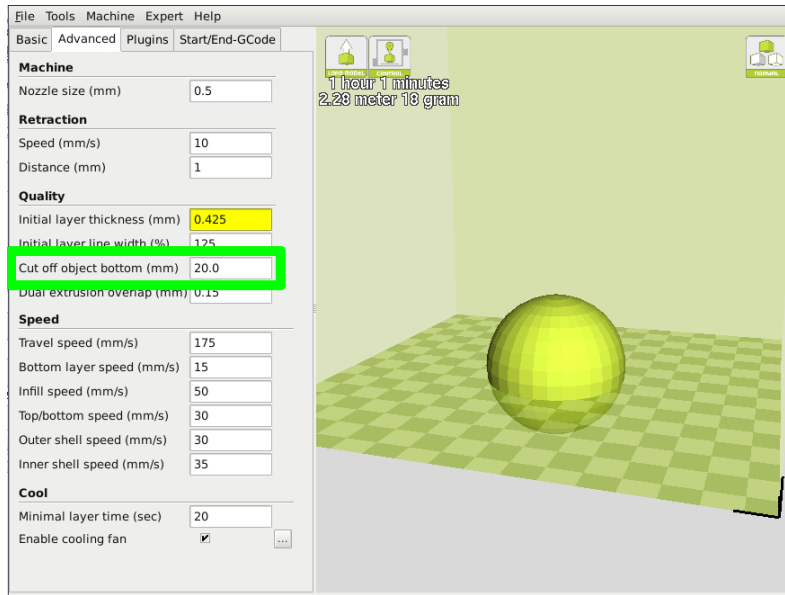 File Tools Machine Expert Help
Basic Advanced Plugins Start/End-GCode
Machine
Nozzle size (mm) 0.5
Retraction
Speed (mm/s) 10
Distance (mm) 1
Quality
Initial layer thickness (mm) 0.425
Initial layer line width (%) 125
Cut off object bottom (mm) 20.0
Dual extrusion overlap (mm) 0.15
Speed
Travel speed (mm/s) 175
Bottom layer speed (mm/s) 15
Infill speed (mm/s) 50
Top/bottom speed (mm/s) 30
Outer shell speed (mm/s) 30
Inner shell speed (mm/s) 35
Cool
Minimal layer time (sec) 20
Enable cooling fan ...
LOAD MODEL CONTROL
1 hour 1 minutes
2.28 meter 18 gram
NORMAL